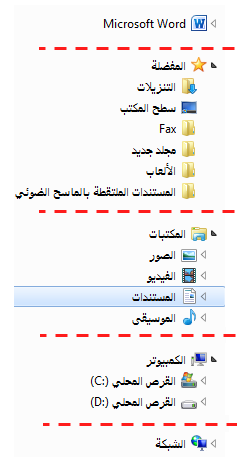 Microsoft Word
المفضلة
التنزيلات
سطح المكتب
Fax
مجلد جديد
الألعاب
المستندات الملتقطة بالماسح الضوئي
المكتبات
الصور
الفيديو
المستندات
الموسيقى
الكمبيوتر
القرص المحلي (C:)
القرص المحلي (D:)
الشبكة